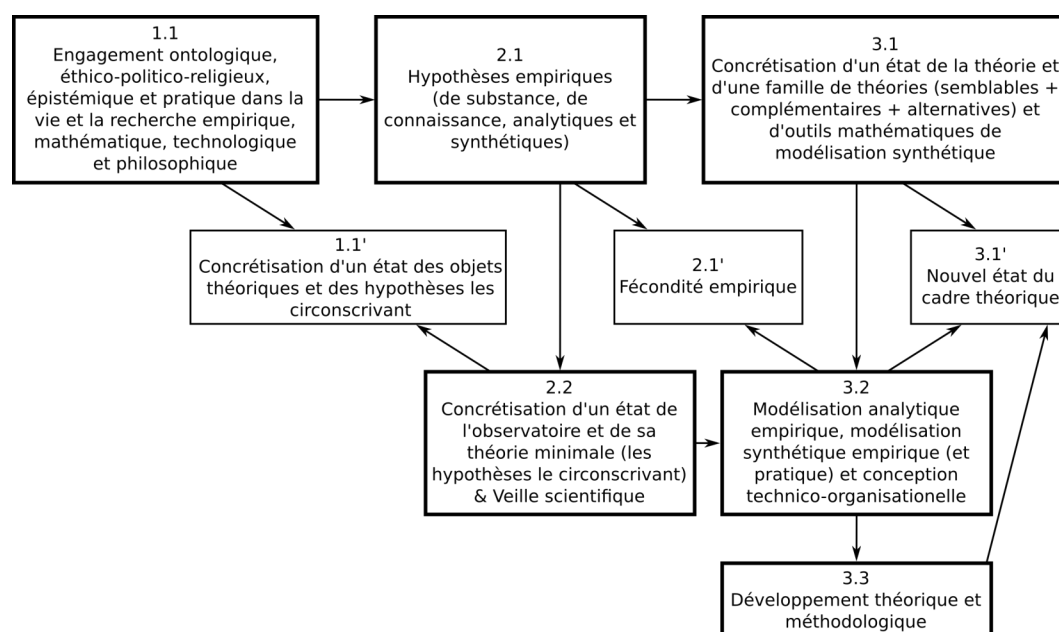 1.1
Engagement ontologique,
éthico-politico-religieux,
épistémique et pratique dans la
vie et la recherche empirique,
mathématique, technologique
et philosophique
2.1
Hypothèses empiriques
(de substance, de
connaissance, analytiques et
synthétiques)
3.1
Concrétisation d'un état de la théorie et
d'une famille de théories (semblables +
complémentaires + alternatives) et
d'outils mathématiques de
modélisation synthétique
1.1'
Concrétisation d'un état des objets
théoriques et des hypothèses les
circonscrivant
2.1'
Fécondité empirique
3.1'
Nouvel état du
cadre théorique
2.2
Concrétisation d'un état de
l'observatoire et de sa
théorie minimale (les
hypothèses le circonscrivant)
& Veille scientifique
3.2
Modélisation analytique
empirique, modélisation
synthétique empirique (et
pratique) et conception
technico-organisationelle
3.3
Développement théorique et
méthodologique